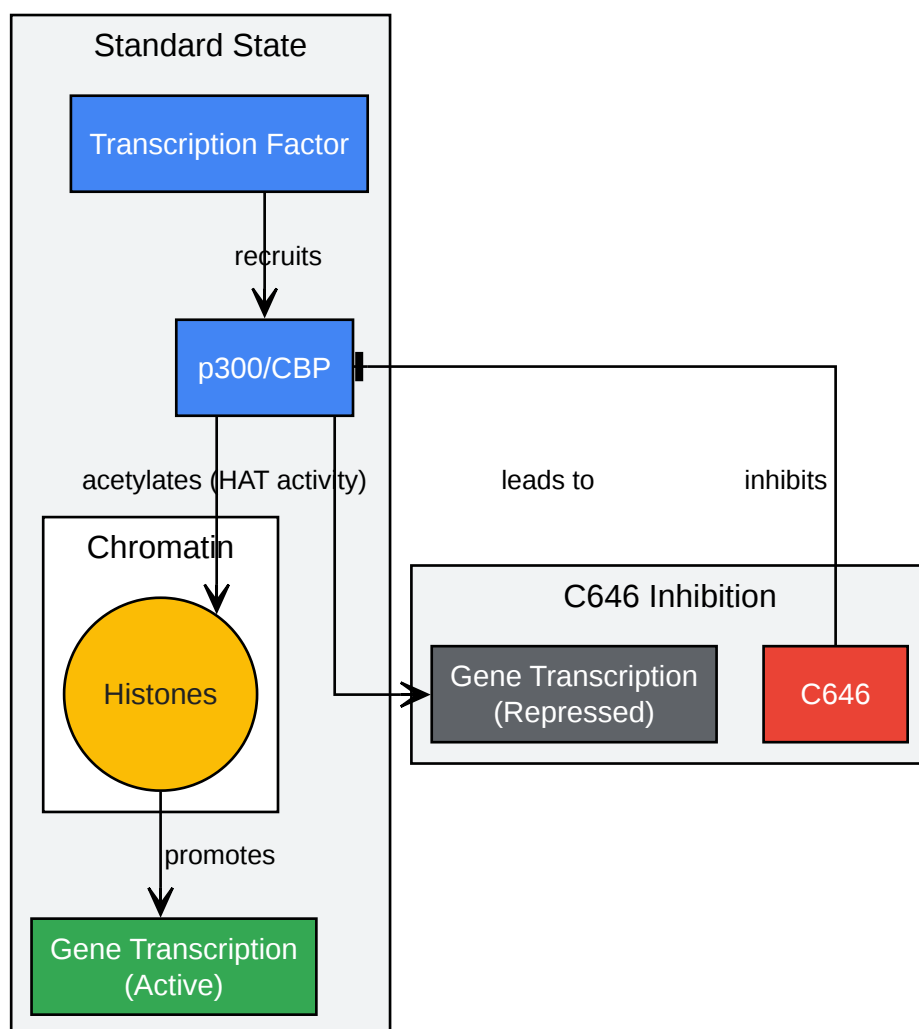 Standard State
Transcription Factor
recruits
p300/CBP
acetylates (HAT activity)
leads to
inhibits
Chromatin
Histones
C646 Inhibition
Gene Transcription
(Repressed)
C646
promotes
Gene Transcription
(Active)